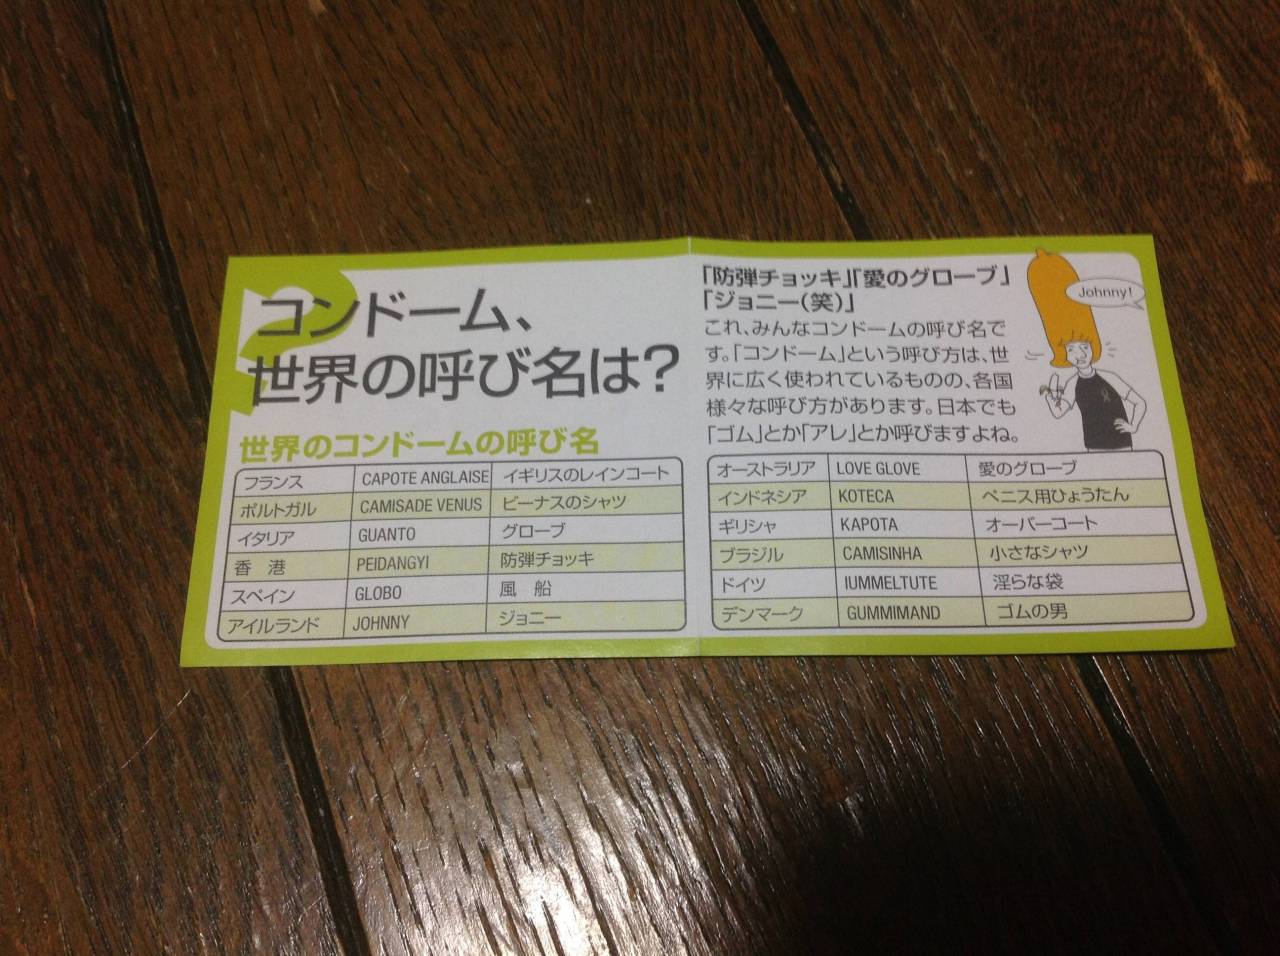 コンドーム、
世界の呼び名は?
世界のコンドームの呼び名
フランス CAPOTE ANGLAISE イギリスのレインコート
ポルトガル CAMISADE VENUS ビーナスのシャツ
イタリア GUANTO グローブ
香 港 PEIDANGYI 防弾チョッキ
スペイン GLOBO 風 船
アイルランド JOHNNY ジョニー
「防弾チョッキ」「愛のグローブ」
「ジョニー(笑)」
これ、みんなコンドームの呼び名で
す。「コンドーム」という呼び方は、世
界に広く使われているものの、各国
様々な呼び方があります。日本でも
「ゴム」とか「アレ」とか呼びますよね。
Johnny!
オーストラリア LOVE GLOVE 愛のグローブ
インドネシア KOTECA ペニス用ひょうたん
ギリシャ KAPOTA オーバーコート
ブラジル CAMISINHA 小さなシャツ
ドイツ IUMMELTUTE 淫らな袋
デンマーク GUMMIMAND ゴムの男